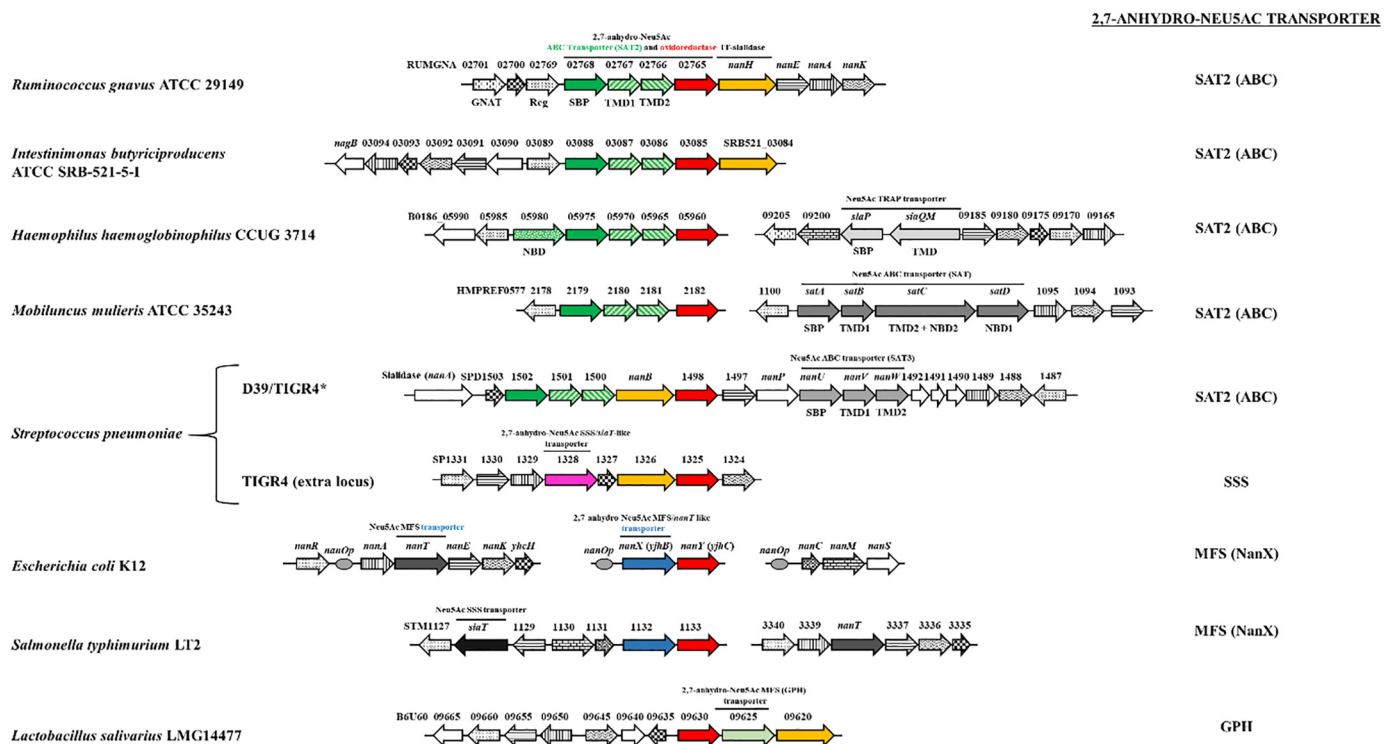 2,7-ANHYDRO-NEU5AC TRANSPORTER
2,7-anhydro-Neu5Ac
ABC Transporter (SAT2) and oxidoreductase IT-sialidase
RUMGNA 02701 02700 02769 02768 02767 02766 02765 nanH nanE nanA nanK
Ruminococcus gnavus ATCC 29149
SAT2 (ABC)
GNAT Reg SBP TMD1 TMD2
nagB 03094 03093 03092 03091 03090 03089 03088 03087 03086 03085 SRB521_03084
Intestinimonas butyriciproducens
ATCC SRB-521-5-I
SAT2 (ABC)
Neu5Ac TRAP transporter
B0186_05990 05985 05980 05975 05970 05965 05960 09205 09200 siaP siaQM 09185 09180 09175 09170 09165
Haemophilus haemoglobinophilus CCUG 3714
SAT2 (ABC)
NBD SBP TMD
Neu5Ac ABC transporter (SAT)
HMPREF0577 2178 2179 2180 2181 2182 1100 satA satB satC satD 1095 1094 1093
Mobiluncus mulieris ATCC 35243
SAT2 (ABC)
SBP TMD1 TMD2 + NBD2 NBD1
Neu5Ac ABC transporter (SAT3)
Sialidase (nanA) SPD1503 1502 1501 1500 nanB 1498 1497 nanP nanU nanV nanW 1492 1491 1490 1489 1488 1487
D39/TIGR4*
SAT2 (ABC)
SBP TMD1 TMD2
Streptococcus pneumoniae
2,7-anhydro-Neu5Ac SSS/siaT-like
transporter
SP1331 1330 1329 1328 1327 1326 1325 1324
TIGR4 (extra locus)
SSS
Neu5Ac MFS transporter
2,7 anhydro Neu5Ac MFS/nanT like
transporter
nanR nanOp nanA nanT nanE nanK yhcH nanOp nanX (yjhB) nanY (yjhC) nanOp nanC nanM nanS
Escherichia coli K12
MFS (NanX)
Neu5Ac SSS transporter
STM1127 siaT 1129 1130 1131 1132 1133 3340 3339 nanT 3337 3336 3335
Salmonella typhimurium LT2
MFS (NanX)
2,7-anhydro-Neu5Ac MFS (GPH)
transporter
B6U60 09665 09660 09655 09650 09645 09640 09635 09630 09625 09620
Lactobacillus salivarius LMG14477
GPH